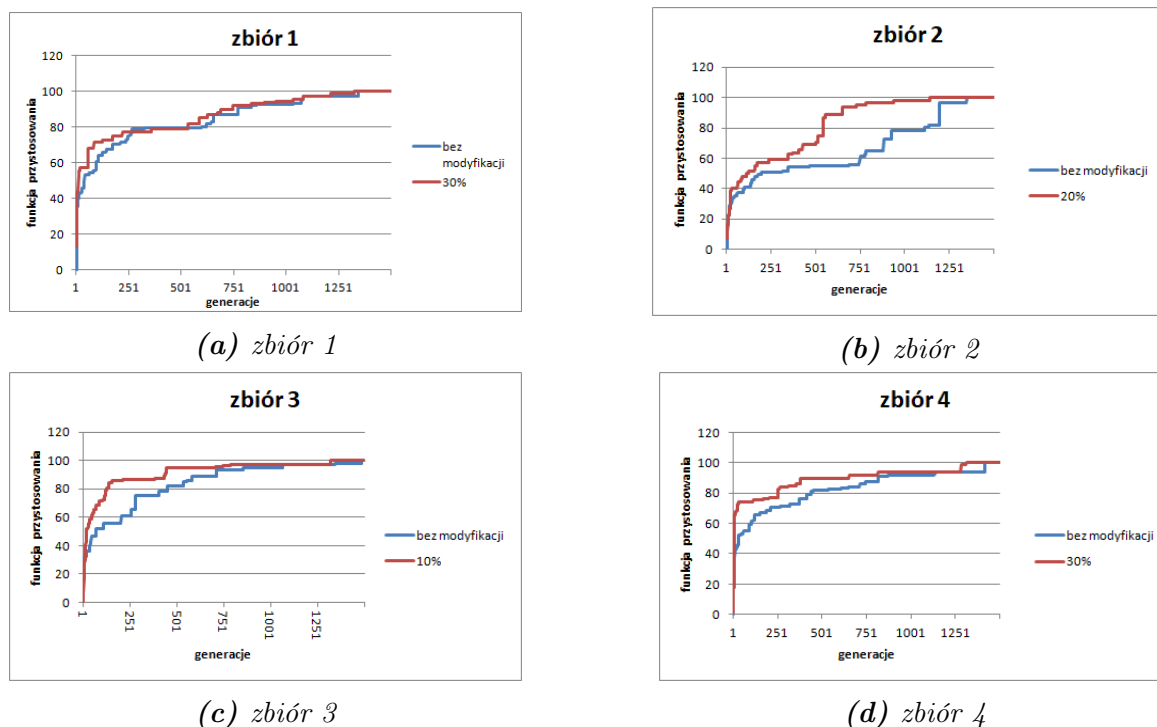 zbiór 1
funkcja przystosowania
120
100
80
60
40
20
0
1
251
501
751
1001
1251
generacje
bez
modyfikacji
30%
(a) zbiór 1
zbiór 2
funkcja przystosowania
120
100
80
60
40
20
0
1
251
501
751
1001
1251
generacje
bez modyfikacji
20%
(b) zbiór 2
zbiór 3
funkcja przystosowania
120
100
80
60
40
20
0
1
251
501
751
1001
1251
generacje
bez modyfikacji
10%
(c) zbiór 3
zbiór 4
funkcja przystosowania
120
100
80
60
40
20
0
1
251
501
751
1001
1251
generacje
bez modyfikacji
30%
(d) zbiór 4